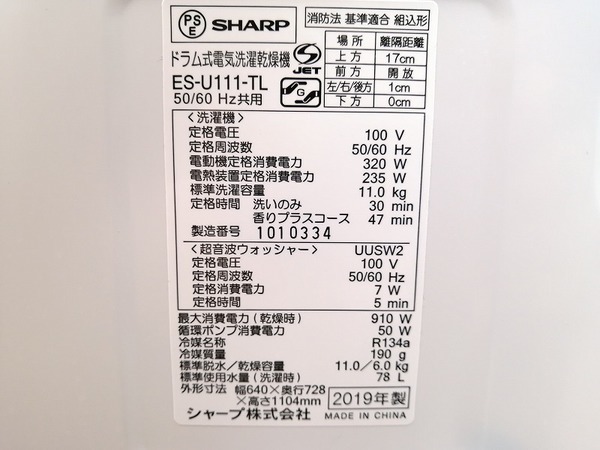 PS E SHARP
ドラム式電気洗濯乾燥機
JET
ES-U111-TL
50/60 Hz共用
G
消防法 基準適合 組込形
場所 離隔距離
上方 17cm
前方 開放
左/右/後方 1cm
下方 0cm
〈洗濯機〉
定格電圧 100 V
定格周波数 50/60 Hz
電動機定格消費電力 320 W
電熱装置定格消費電力 235 W
標準洗濯容量 11.0 kg
定格時間 洗いのみ 30 min
香りプラスコース 47 min
製造番号 1010334
〈超音波ウォッシャー〉 UUSW2
定格電圧 100 V
定格周波数 50/60 Hz
定格消費電力 7 W
定格時間 5 min
最大消費電力(乾燥時) 910 W
循環ポンプ消費電力 50 W
冷媒名称 R134a
冷媒質量 190 g
標準脱水/乾燥容量 11.0/6.0 kg
標準使用水量(洗濯時) 78 L
外形寸法 幅640×奥行728
×高さ1104mm
2019年製
シャープ株式会社 MADE IN CHINA